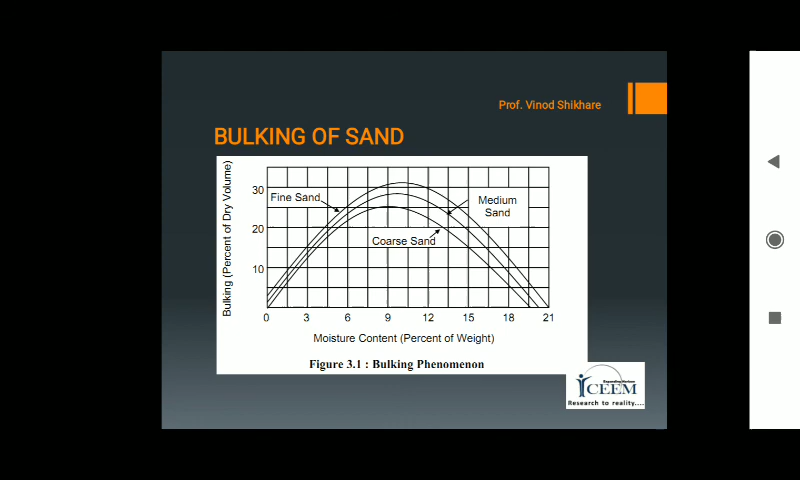 Prof. Vinod Shikhare
BULKING OF SAND
Bulking (Percent of Dry Volume)
30
20
10
Fine Sand
Medium
Sand
Coarse Sand
0 3 6 9 12 15 18 21
Moisture Content (Percent of Weight)
Figure 3.1 : Bulking Phenomenon
Expanding Horizon
ICEEM
Research to reality....